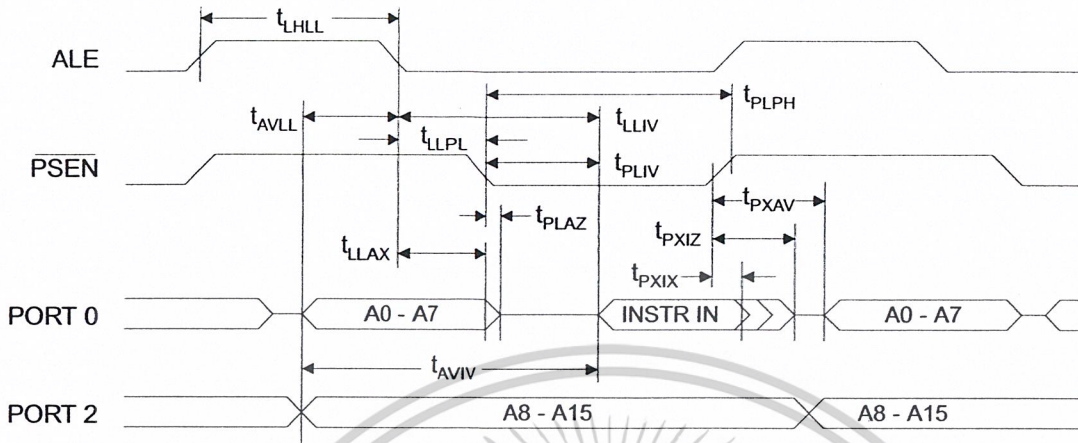 tLHLL
ALE
tPLPH
tAVLL
tLLIV
tLLPL
PSEN
tPLIV
tPXAV
tPLAZ
tPXIZ
tLLAX
tPXIX
PORT 0
A0 - A7
INSTR IN
A0 - A7
tAVIV
PORT 2
A8 - A15
A8 - A15